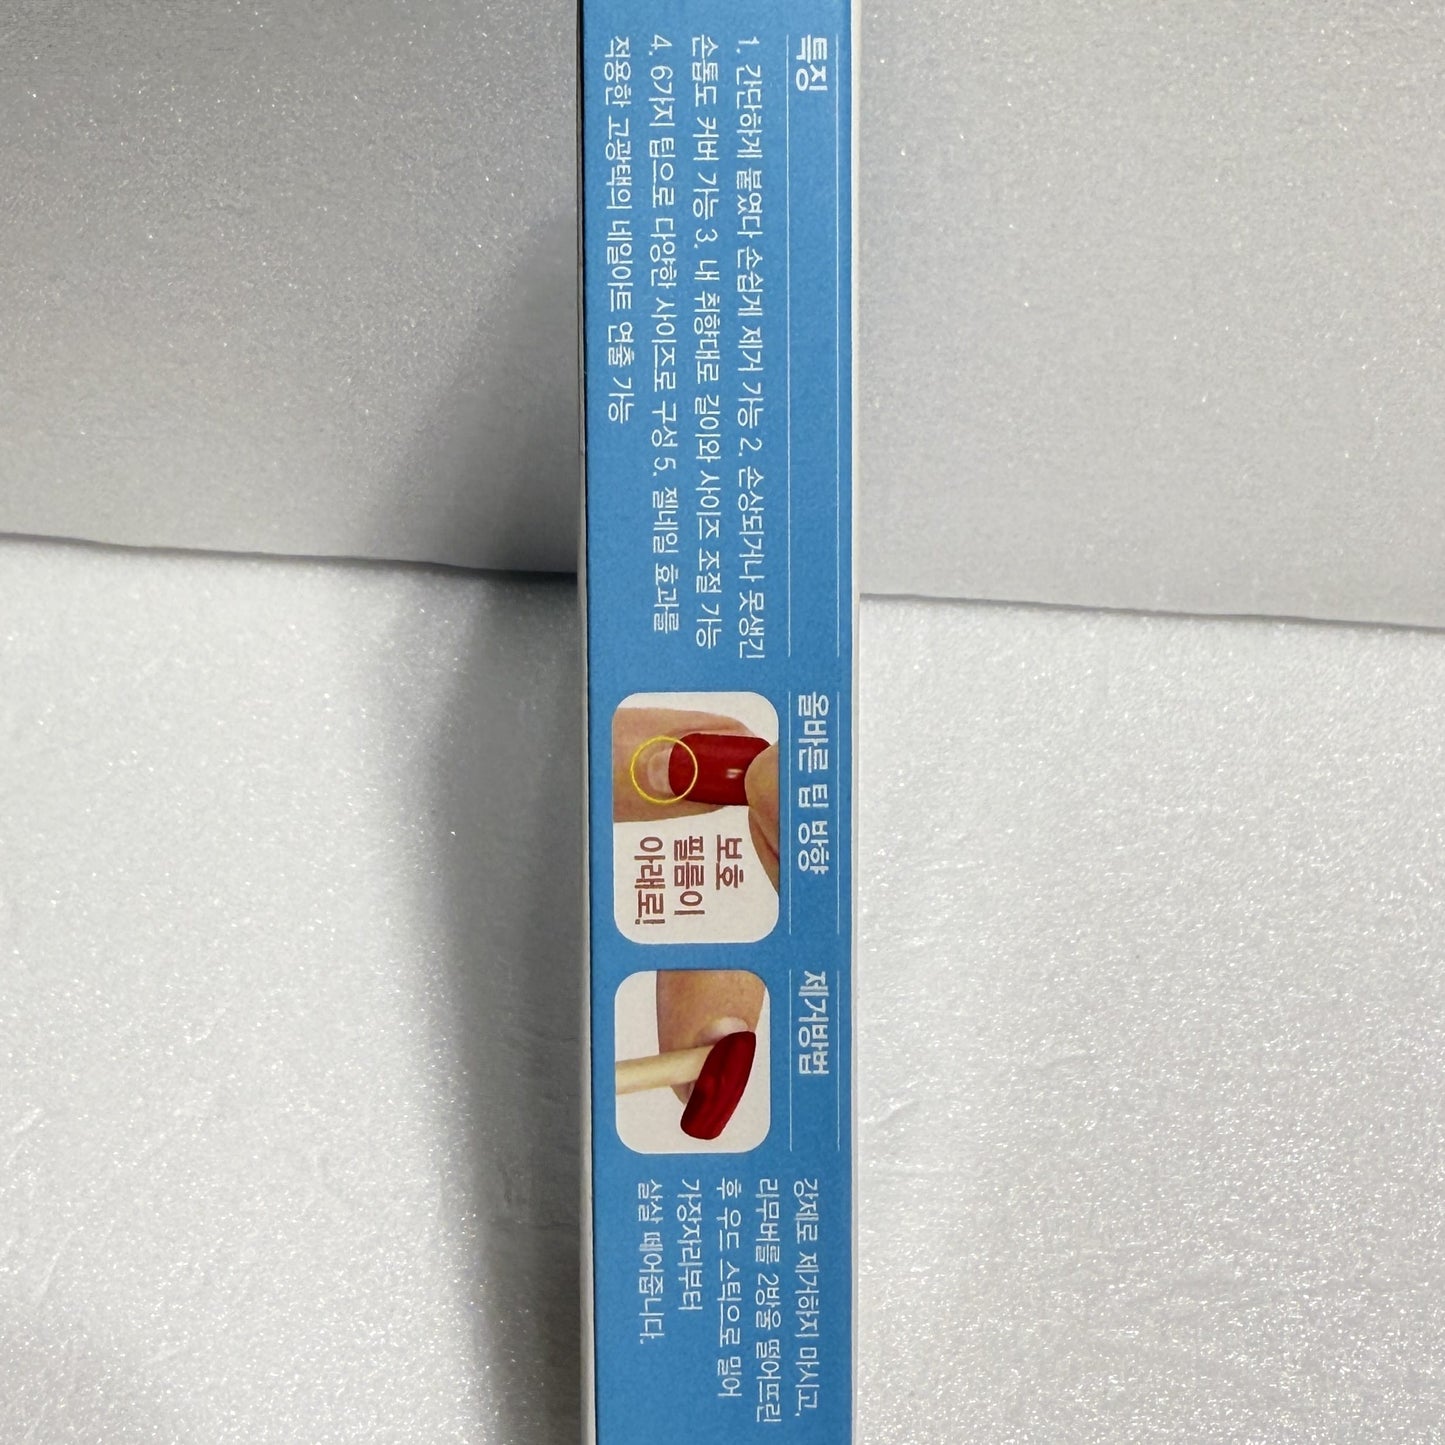 특징
1. 간단하게 붙였다 손쉽게 제거 가능 2. 손상되거나 못생긴
손톱도 커버 가능 3. 내 취향대로 길이와 사이즈 조절 가능
4. 6가지 팁으로 다양한 사이즈로 구성 5. 젤네일 효과를
적용한 고광택의 네일아트 연출 가능
올바른 팁 방향
보호
필름이
아래로!
제거방법
강제로 제거하지 마시고,
리무버를 2방울 떨어뜨린
후 우드 스틱으로 밀어
가장자리부터
살살 떼어줍니다.